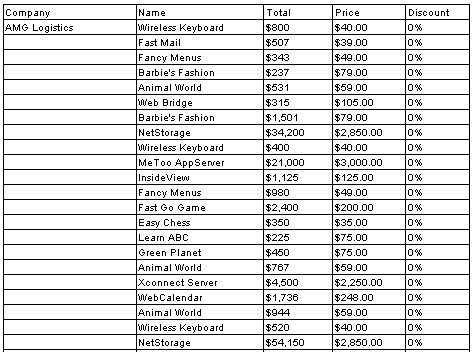 Company Name Total Price Discount
AMG Logistics Wireless Keyboard $800 $40.00 0%
Fast Mail $507 $39.00 0%
Fancy Menus $343 $49.00 0%
Barbie's Fashion $237 $79.00 0%
Animal World $531 $59.00 0%
Web Bridge $315 $105.00 0%
Barbie's Fashion $1,501 $79.00 0%
NetStorage $34,200 $2,850.00 0%
Wireless Keyboard $400 $40.00 0%
MeToo AppServer $21,000 $3,000.00 0%
InsideView $1,125 $125.00 0%
Fancy Menus $980 $49.00 0%
Fast Go Game $2,400 $200.00 0%
Easy Chess $350 $35.00 0%
Learn ABC $225 $75.00 0%
Green Planet $450 $75.00 0%
Animal World $767 $59.00 0%
Xconnect Server $4,500 $2,250.00 0%
WebCalendar $1,736 $248.00 0%
Animal World $944 $59.00 0%
Wireless Keyboard $520 $40.00 0%
NetStorage $54,150 $2,850.00 0%